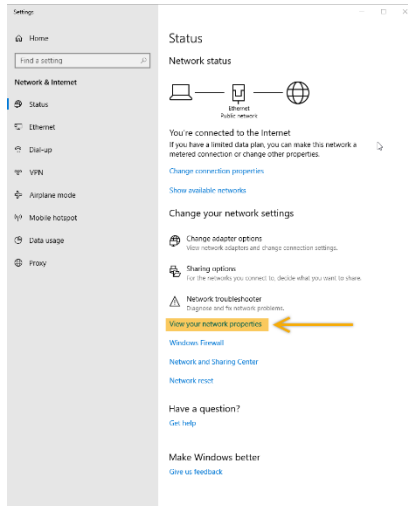 Settings
Home
Find a setting
Network & Internet
Status
Ethernet
Dial-up
VPN
Airplane mode
Mobile hotspot
Data usage
Proxy
Status
Network status
Ethernet
Public network
You're connected to the Internet
If you have a limited data plan, you can make this network a
metered connection or change other properties.
Change connection properties
Show available networks
Change your network settings
Change adapter options
View network adapters and change connection settings.
Sharing options
For the networks you connect to, decide what you want to share.
Network troubleshooter
Diagnose and fix network problems.
View your network properties
Windows Firewall
Network and Sharing Center
Network reset
Have a question?
Get help
Make Windows better
Give us feedback